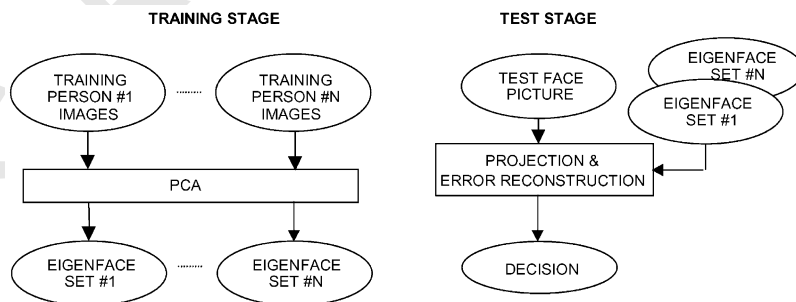 TRAINING STAGE
TRAINING
PERSON #1
IMAGES
.........
TRAINING
PERSON #N
IMAGES
PCA
EIGENFACE
SET #1
.........
EIGENFACE
SET #N
TEST STAGE
TEST FACE
PICTURE
EIGENFACE
SET #N
EIGENFACE
SET #1
PROJECTION &
ERROR RECONSTRUCTION
DECISION